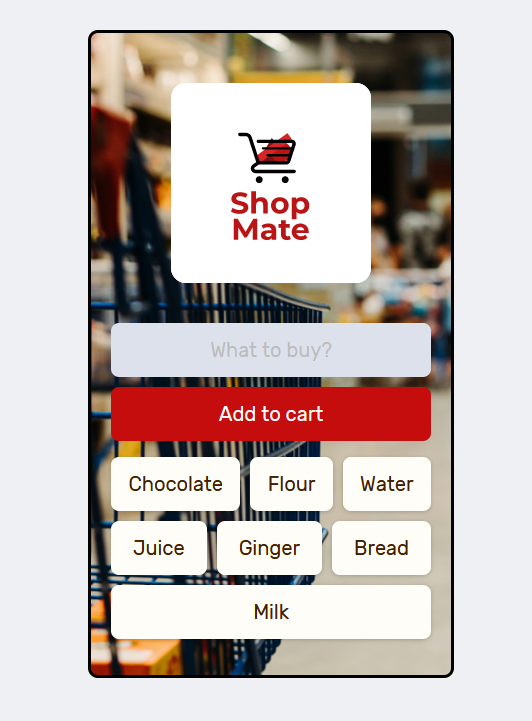 Shop
Mate
What to buy?
Add to cart
Chocolate Flour Water
Juice Ginger Bread
Milk